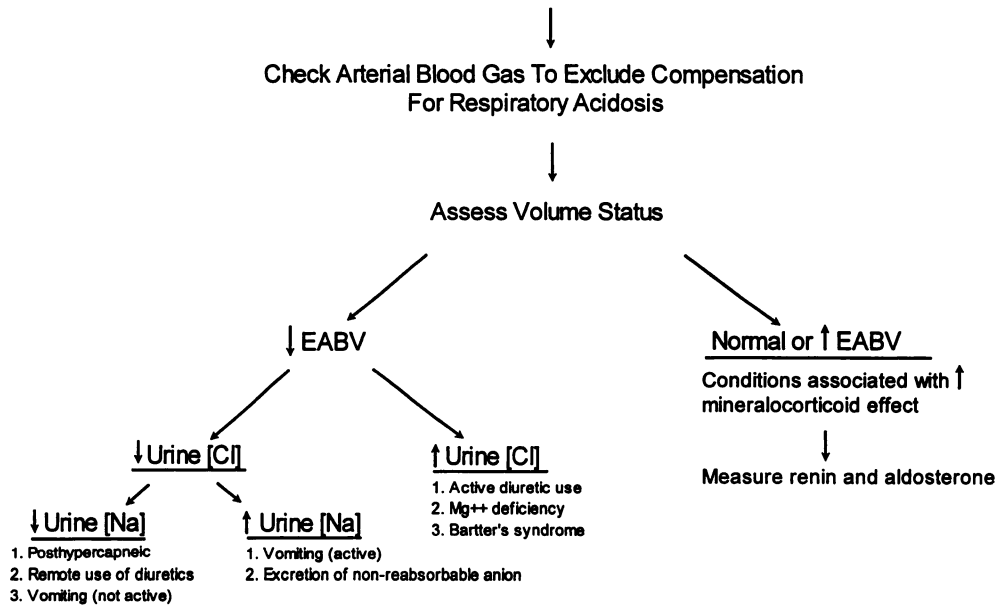 Check Arterial Blood Gas To Exclude Compensation
For Respiratory Acidosis
Assess Volume Status
↓ EABV
Normal or ↑ EABV
Conditions associated with ↑
mineralocorticoid effect
Measure renin and aldosterone
↓ Urine [Cl]
↑ Urine [Cl]
1. Active diuretic use
2. Mg++ deficiency
3. Bartter's syndrome
↓ Urine [Na]
1. Posthypercapneic
2. Remote use of diuretics
3. Vomiting (not active)
↑ Urine [Na]
1. Vomiting (active)
2. Excretion of non-reabsorbable anion